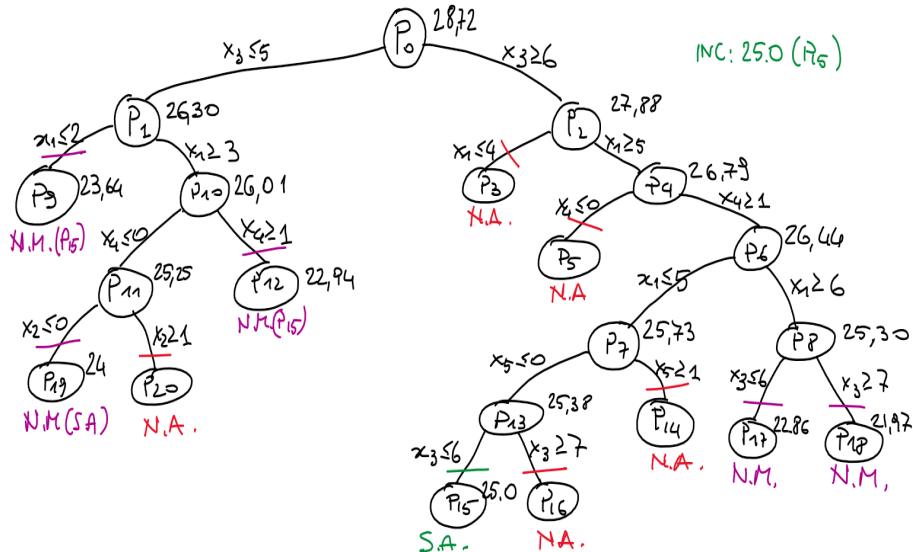 P0 28,72
INC: 25.0 (P15)
x3≤5
x3≥6
P1 26,30
P2 27,88
x1≤2
x1≥3
x1≤4
x1≥5
P9 23,64
N.M.(P15)
P10 26,01
P3
N.A.
P4 26,79
x4≤0
x4≥1
x4≤0
x4≥1
P11 25,25
P12 22,94
N.M(P15)
P5
N.A
P6 26,44
x1≤5
x1≥6
x2≤0
x2≥1
P7 25,73
P8 25,30
P19 24
N.M(S.A)
P20
N.A.
x5≤0
x5≥1
x3≤6
x3≥7
P13 25,38
P14
N.A.
P17 22.86
N.M.
P18 21,97
N.M.
x3≤6
x3≥7
P15 25.0
S.A.
P16
NA.